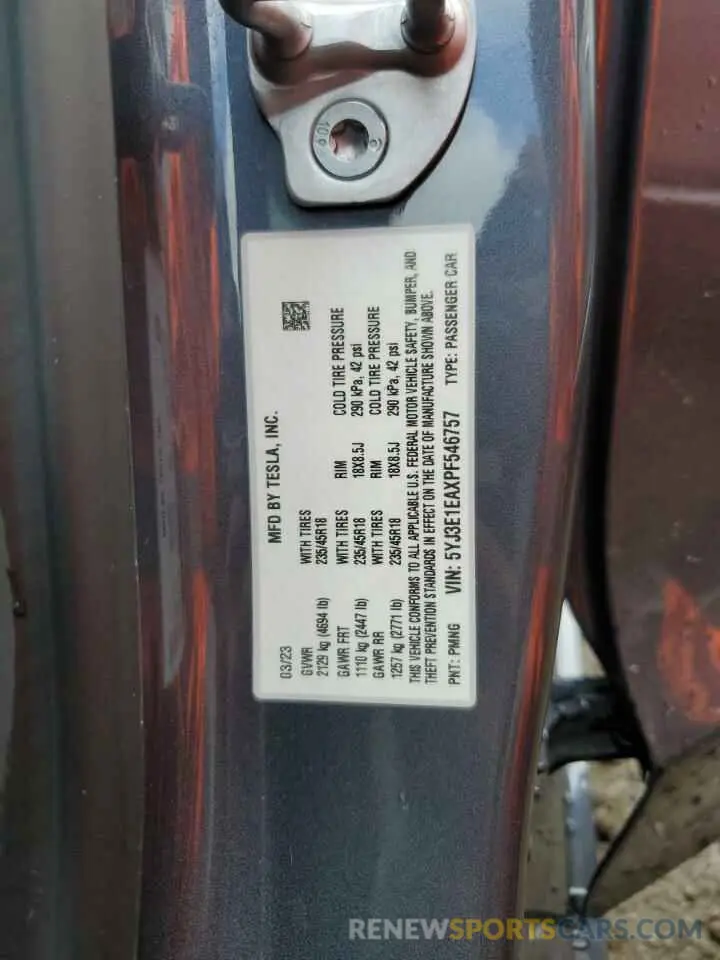 MFD BY TESLA, INC.
03/23
GVWR WITH TIRES
2129 kg (4694 lb) 235/45R18
GAWR FRT WITH TIRES RIM COLD TIRE PRESSURE
1110 kg (2447 lb) 235/45R18 18X8.5J 290 kPa, 42 psi
GAWR RR WITH TIRES RIM COLD TIRE PRESSURE
1257 kg (2771 lb) 235/45R18 18X8.5J 290 kPa, 42 psi
THIS VEHICLE CONFORMS TO ALL APPLICABLE U.S. FEDERAL MOTOR VEHICLE SAFETY, BUMPER, AND
THEFT PREVENTION STANDARDS IN EFFECT ON THE DATE OF MANUFACTURE SHOWN ABOVE.
PNT: PMNG VIN: 5YJ3E1EAXPF546757 TYPE: PASSENGER CAR
RENEWSPORTSCARS.COM